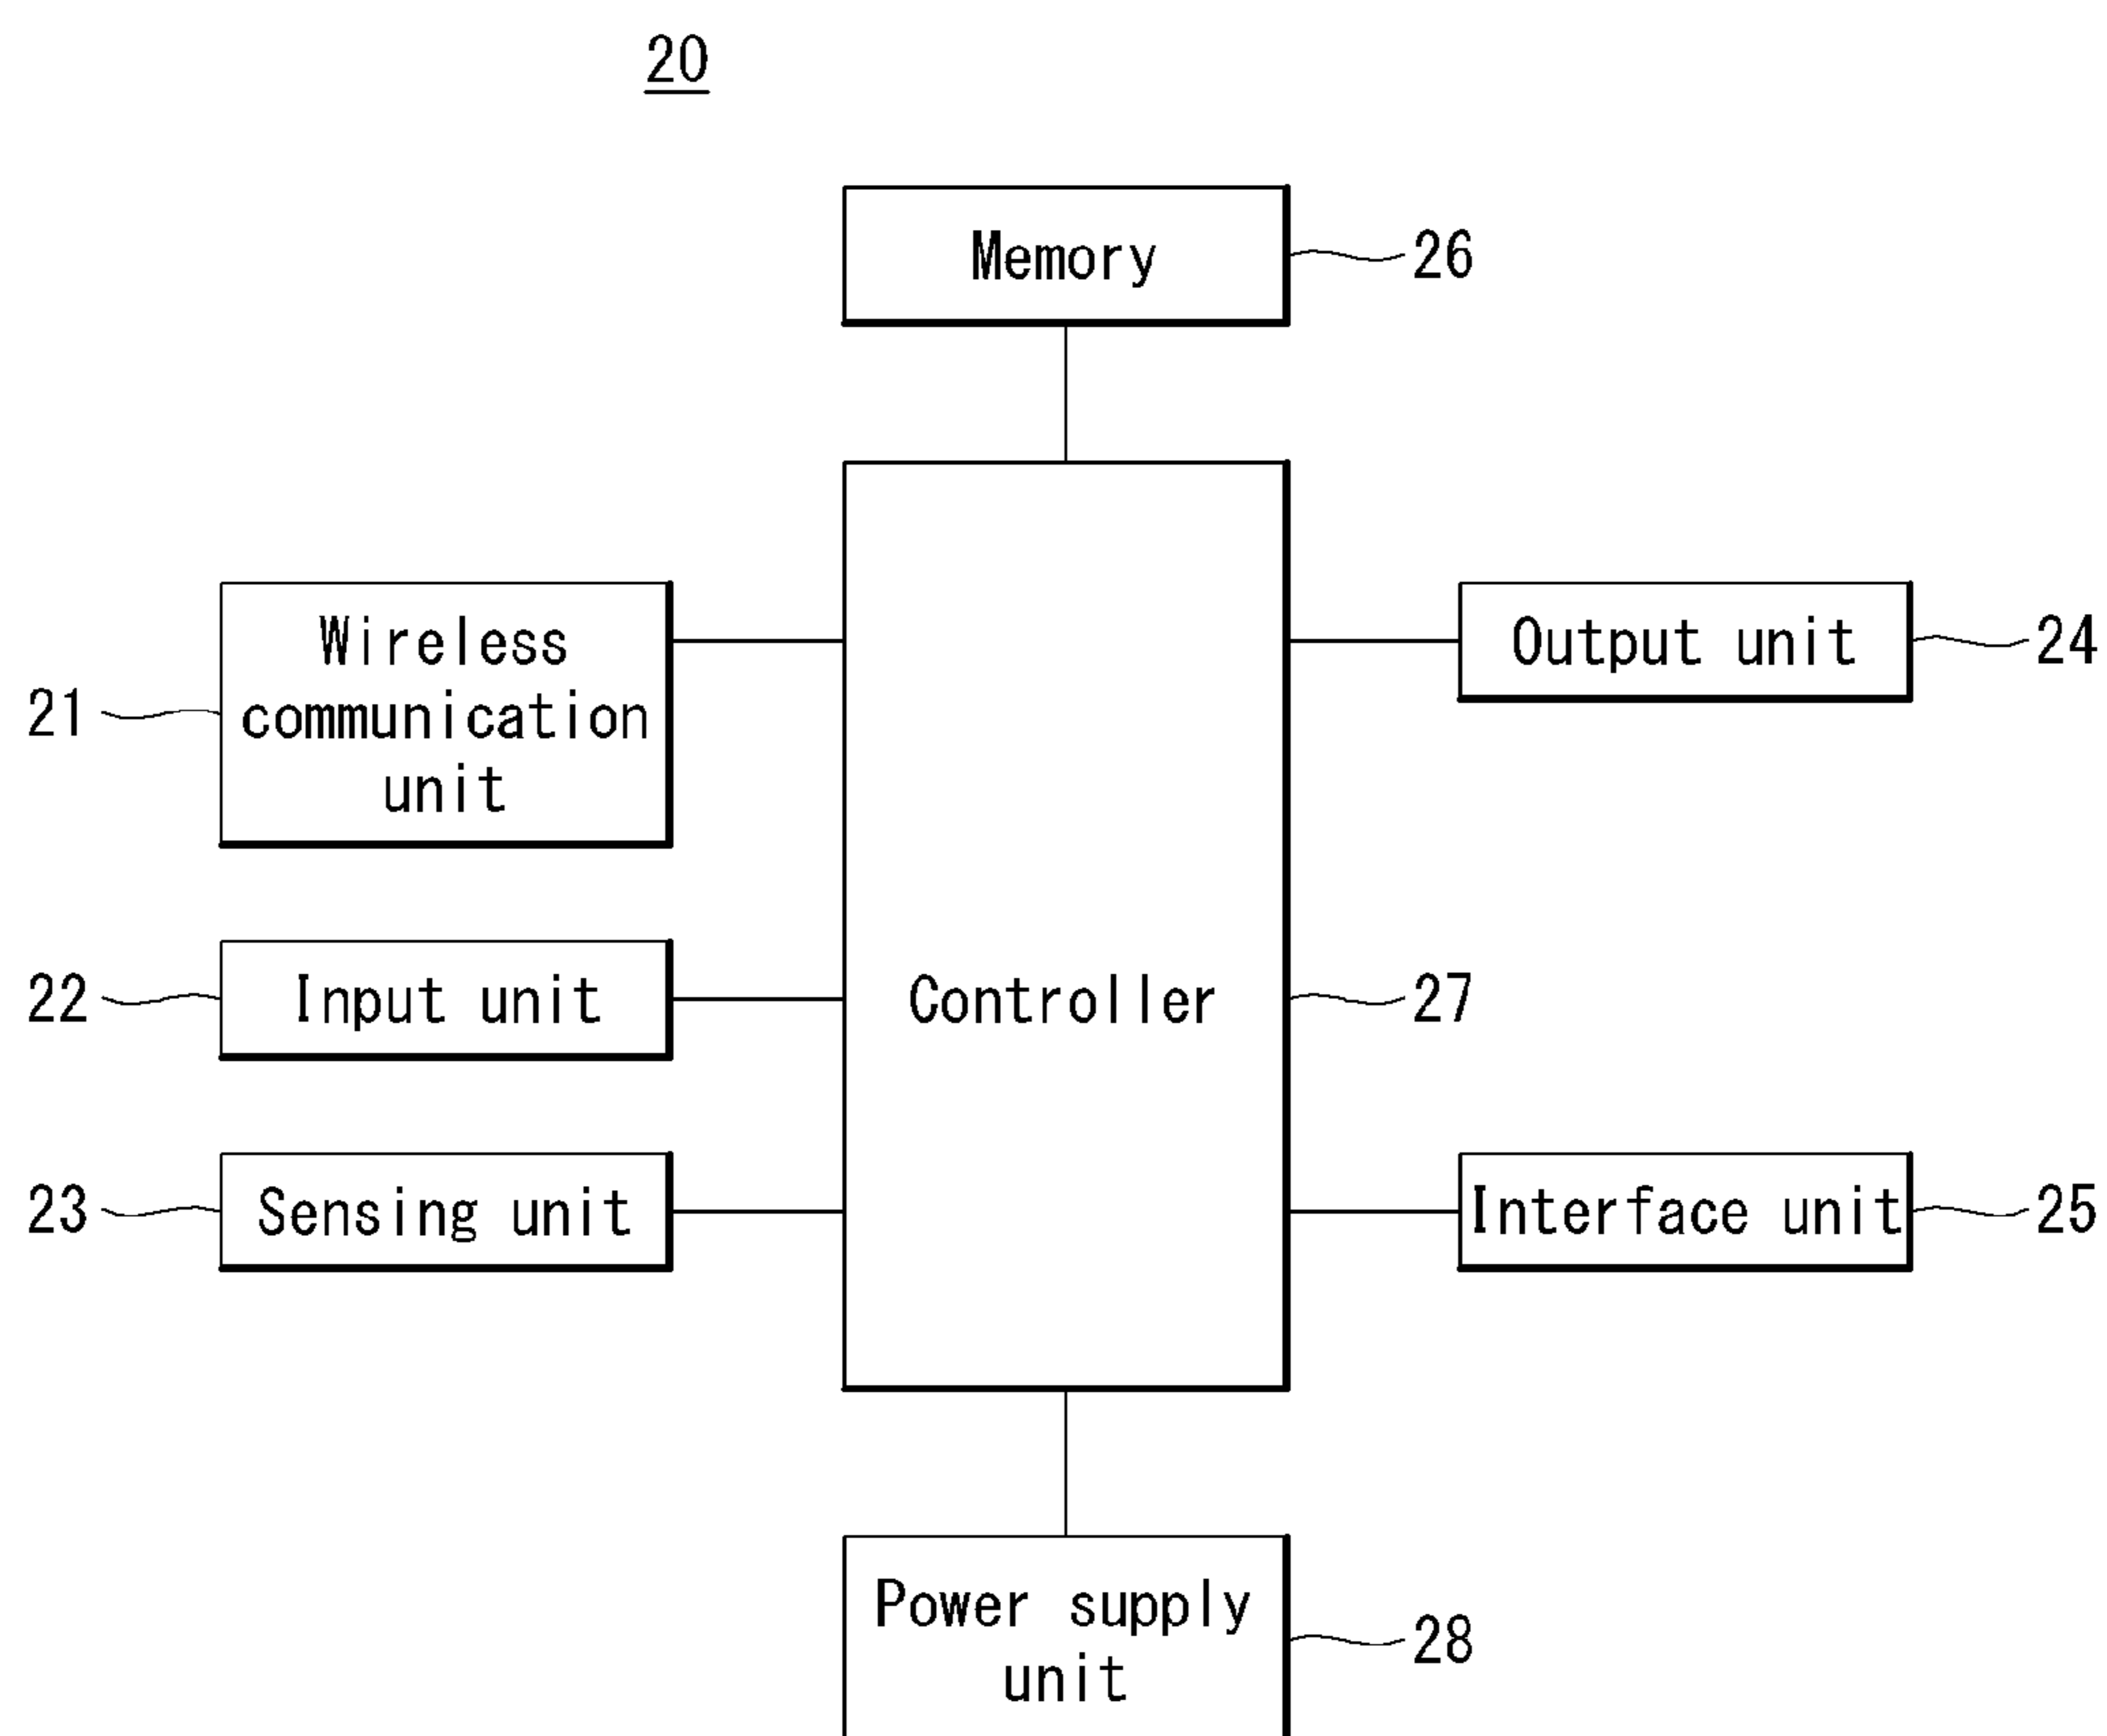 20
Memory
26
Wireless
communication
unit
21
Output unit
24
22
Input unit
Controller
27
23
Sensing unit
Interface unit
25
Power supply
unit
28